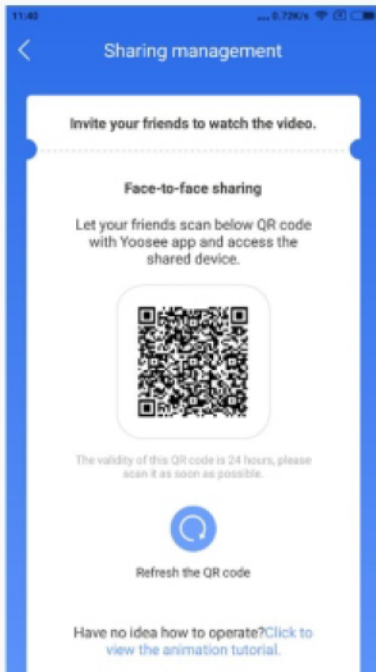 11:40 ... 0.72K/s
Sharing management
Invite your friends to watch the video.
Face-to-face sharing
Let your friends scan below QR code
with Yoosee app and access the
shared device.
The validity of this QR code is 24 hours, please
scan it as soon as possible.
Refresh the QR code
Have no idea how to operate?Click to
view the animation tutorial.